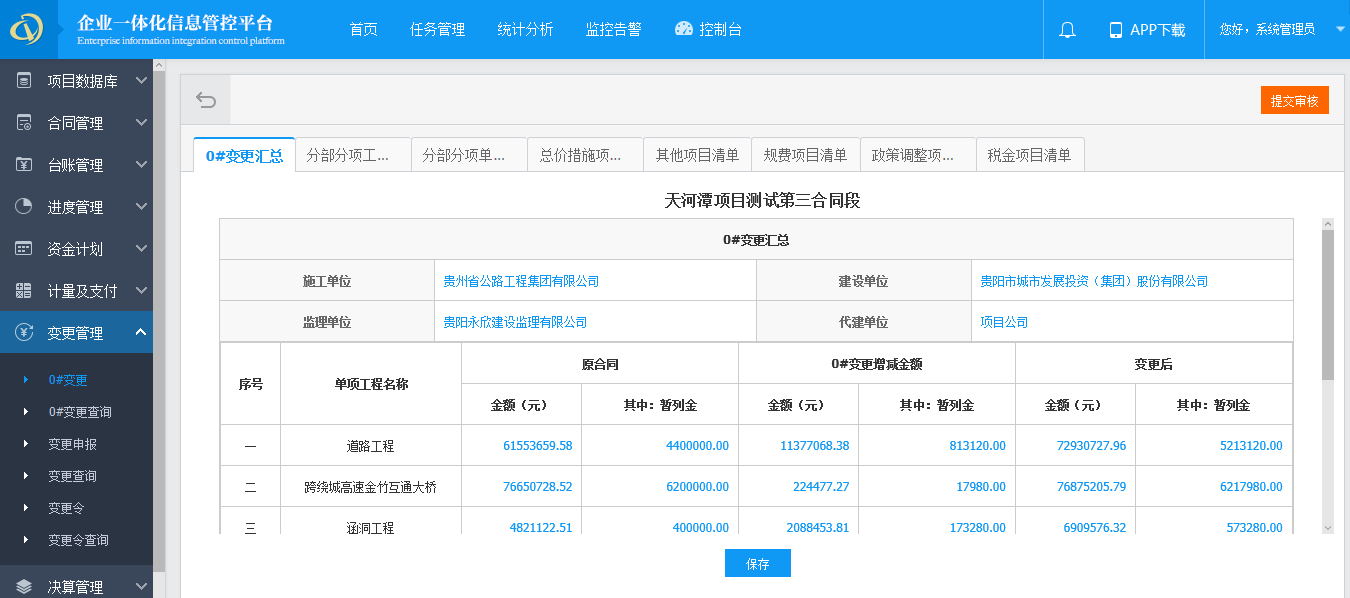 企业一体化信息管控平台
Enterprise information integration control platform
首页 任务管理 统计分析 监控告警 控制台
APP下载 您好，系统管理员
项目数据库
合同管理
台账管理
进度管理
资金计划
计量及支付
变更管理
0#变更
0#变更查询
变更申报
变更查询
变更令
变更令查询
决算管理
提交审核
0#变更汇总 分部分项工... 分部分项单... 总价措施项... 其他项目清单 规费项目清单 政策调整项... 税金项目清单
天河潭项目测试第三合同段
0#变更汇总
施工单位 贵州省公路工程集团有限公司 建设单位 贵阳市城市发展投资（集团）股份有限公司
监理单位 贵阳永欣建设监理有限公司 代建单位 项目公司
序号 单项工程名称 原合同 0#变更增减金额 变更后
金额（元） 其中：暂列金 金额（元） 其中：暂列金 金额（元） 其中：暂列金
一 道路工程 61553659.58 4400000.00 11377068.38 813120.00 72930727.96 5213120.00
二 跨绕城高速金竹互通大桥 76650728.52 6200000.00 224477.27 17980.00 76875205.79 6217980.00
三 涵洞工程 4821122.51 400000.00 2088453.81 173280.00 6909576.32 573280.00
保存